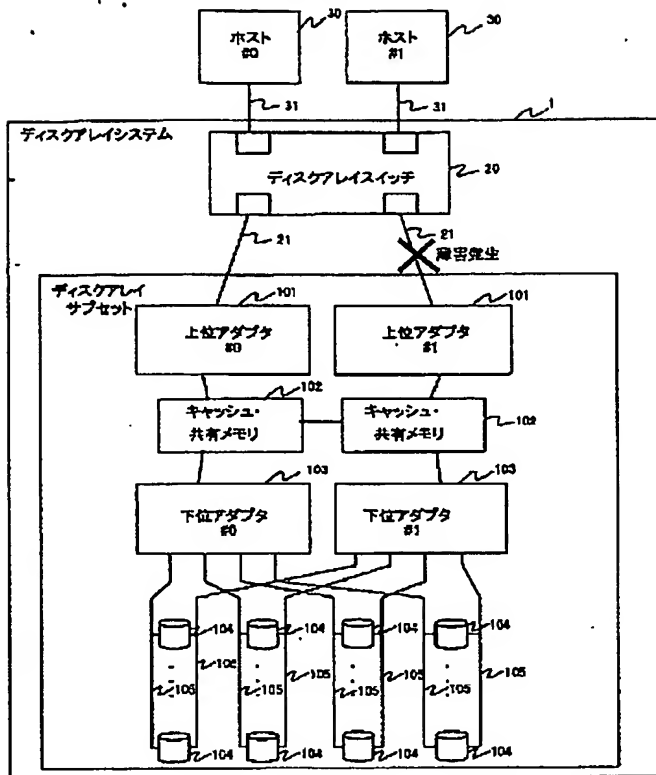 30
30
ホスト
#0
ホスト
#1
31
31
1
ディスクアレイシステム
20
ディスクアレイスイッチ
21
21
障害発生
ディスクアレイ
サブセット
101
101
上位アダプタ
#0
上位アダプタ
#1
102
キャッシュ・
共有メモリ
キャッシュ・
共有メモリ
102
103
103
下位アダプタ
#0
下位アダプタ
#1
104
104
104
104
105
105
105
105
105
105
105
104
104
104
104